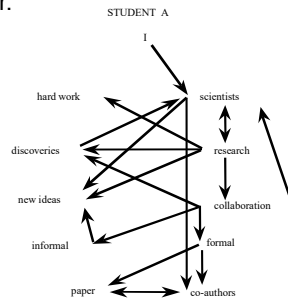 r.
STUDENT A
I
hard work scientists
discoveries research
new ideas collaboration
informal formal
paper co-authors